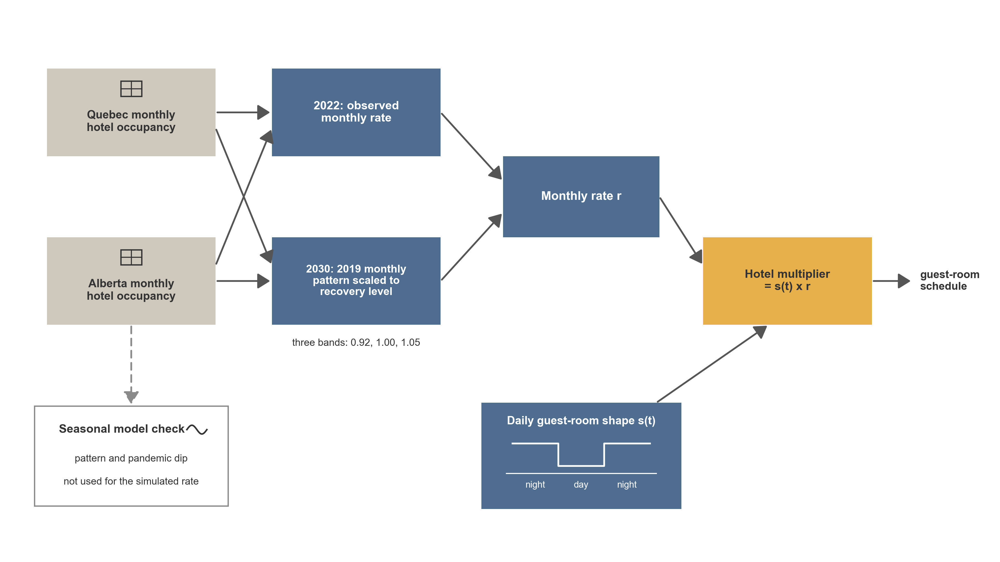 Quebec monthly
hotel occupancy
2022: observed
monthly rate
Monthly rate r
Alberta monthly
hotel occupancy
2030: 2019 monthly
pattern scaled to
recovery level
three bands: 0.92, 1.00, 1.05
Hotel multiplier
= s(t) x r
guest-room
schedule
Seasonal model check
pattern and pandemic dip
not used for the simulated rate
Daily guest-room shape s(t)
night day night